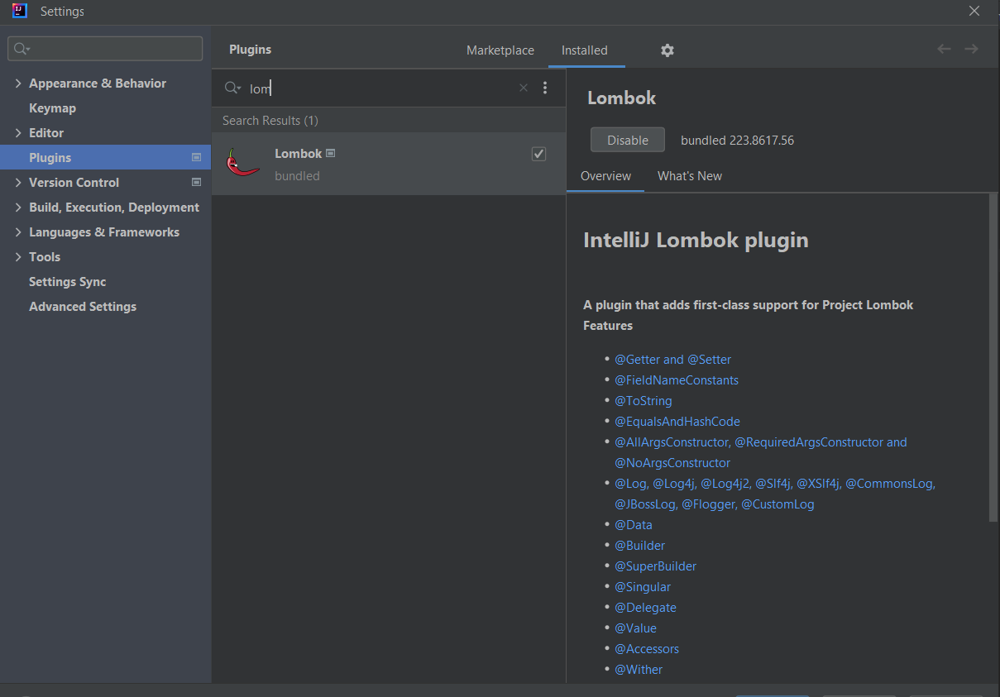 Settings
Plugins
Marketplace
Installed
Appearance & Behavior
Keymap
Editor
Plugins
Version Control
Build, Execution, Deployment
Languages & Frameworks
Tools
Settings Sync
Advanced Settings
lom
Search Results (1)
Lombok
bundled
Lombok
Disable
bundled 223.8617.56
Overview
What's New
IntelliJ Lombok plugin
A plugin that adds first-class support for Project Lombok
Features
• @Getter and @Setter
• @FieldNameConstants
• @ToString
• @EqualsAndHashCode
• @AllArgsConstructor, @RequiredArgsConstructor and
@NoArgsConstructor
• @Log, @Log4j, @Log4j2, @Slf4j, @XSlf4j, @CommonsLog,
@JBossLog, @Flogger, @CustomLog
• @Data
• @Builder
• @SuperBuilder
• @Singular
• @Delegate
• @Value
• @Accessors
• @Wither